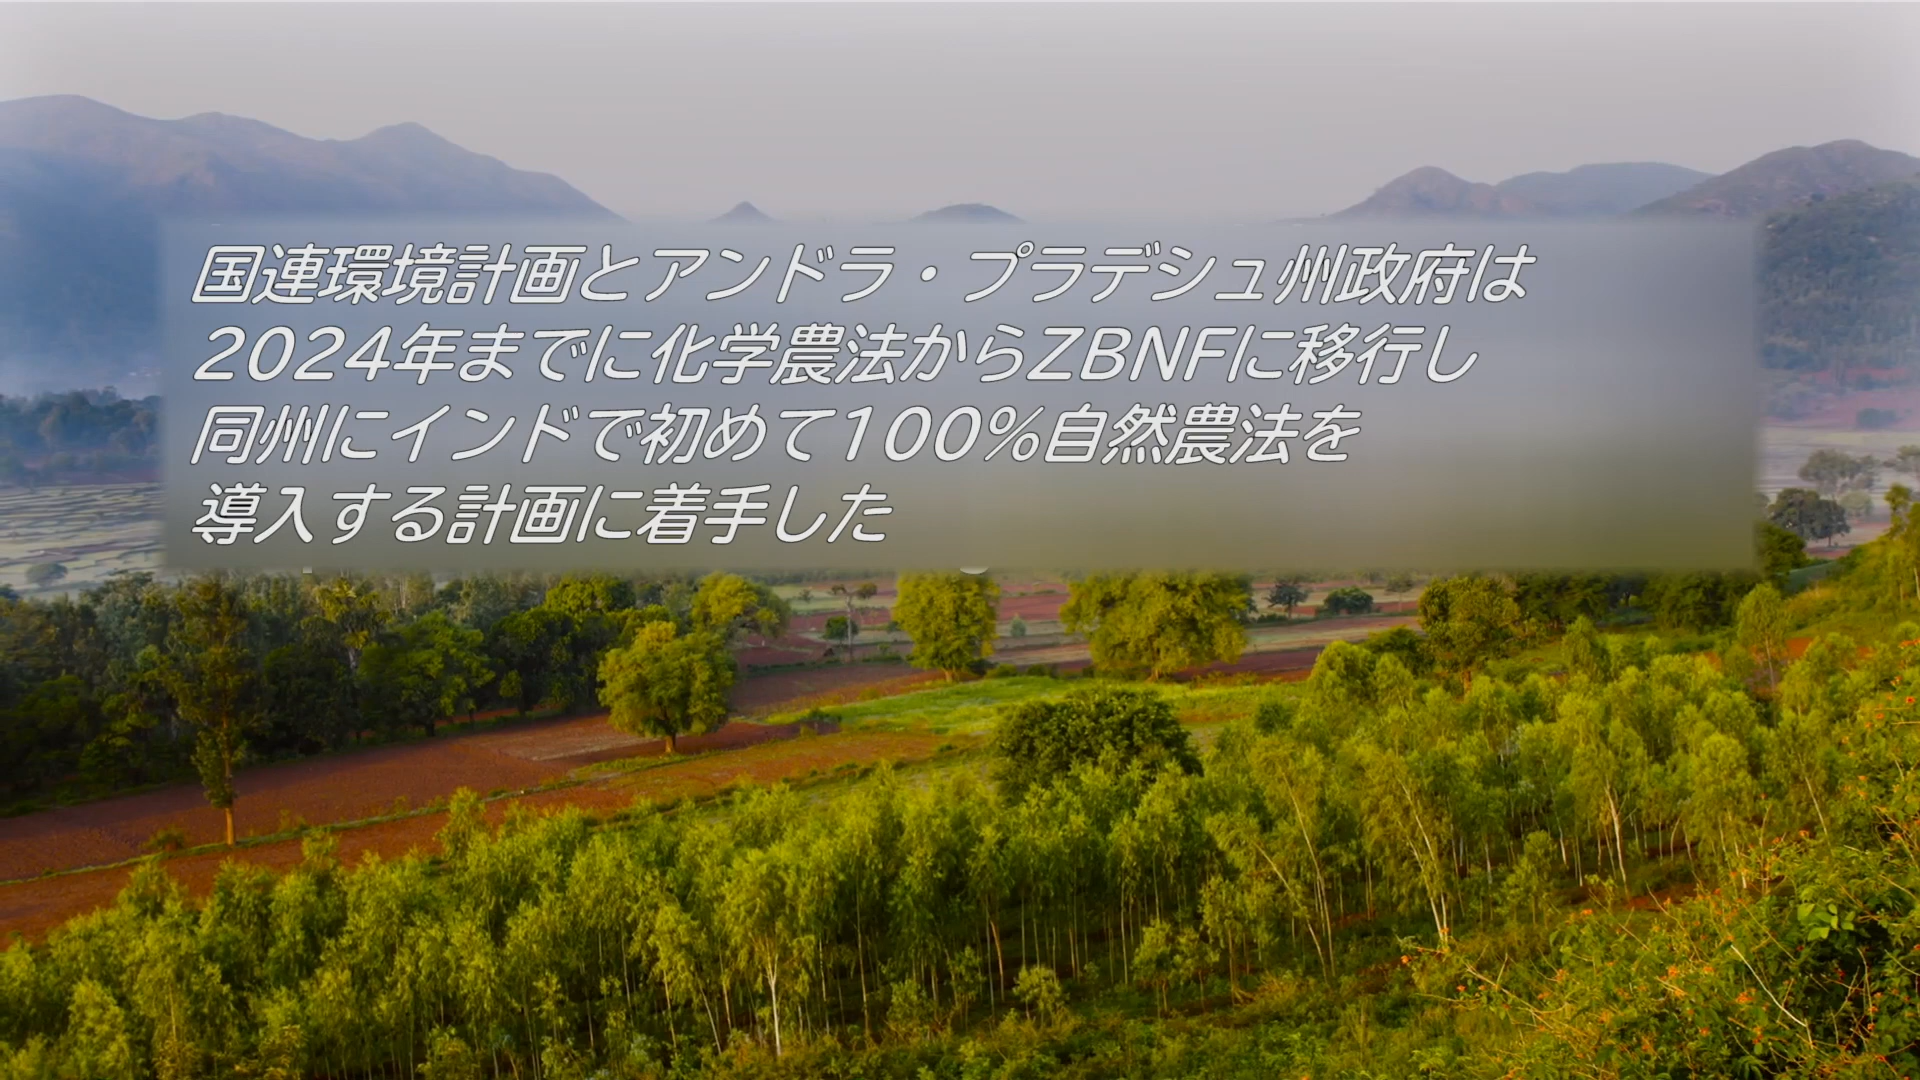 国連環境計画とアンドラ・プラデシュ州政府は
2024年までに化学農法からZBNFに移行し
同州にインドで初めて100%自然農法を
導入する計画に着手した